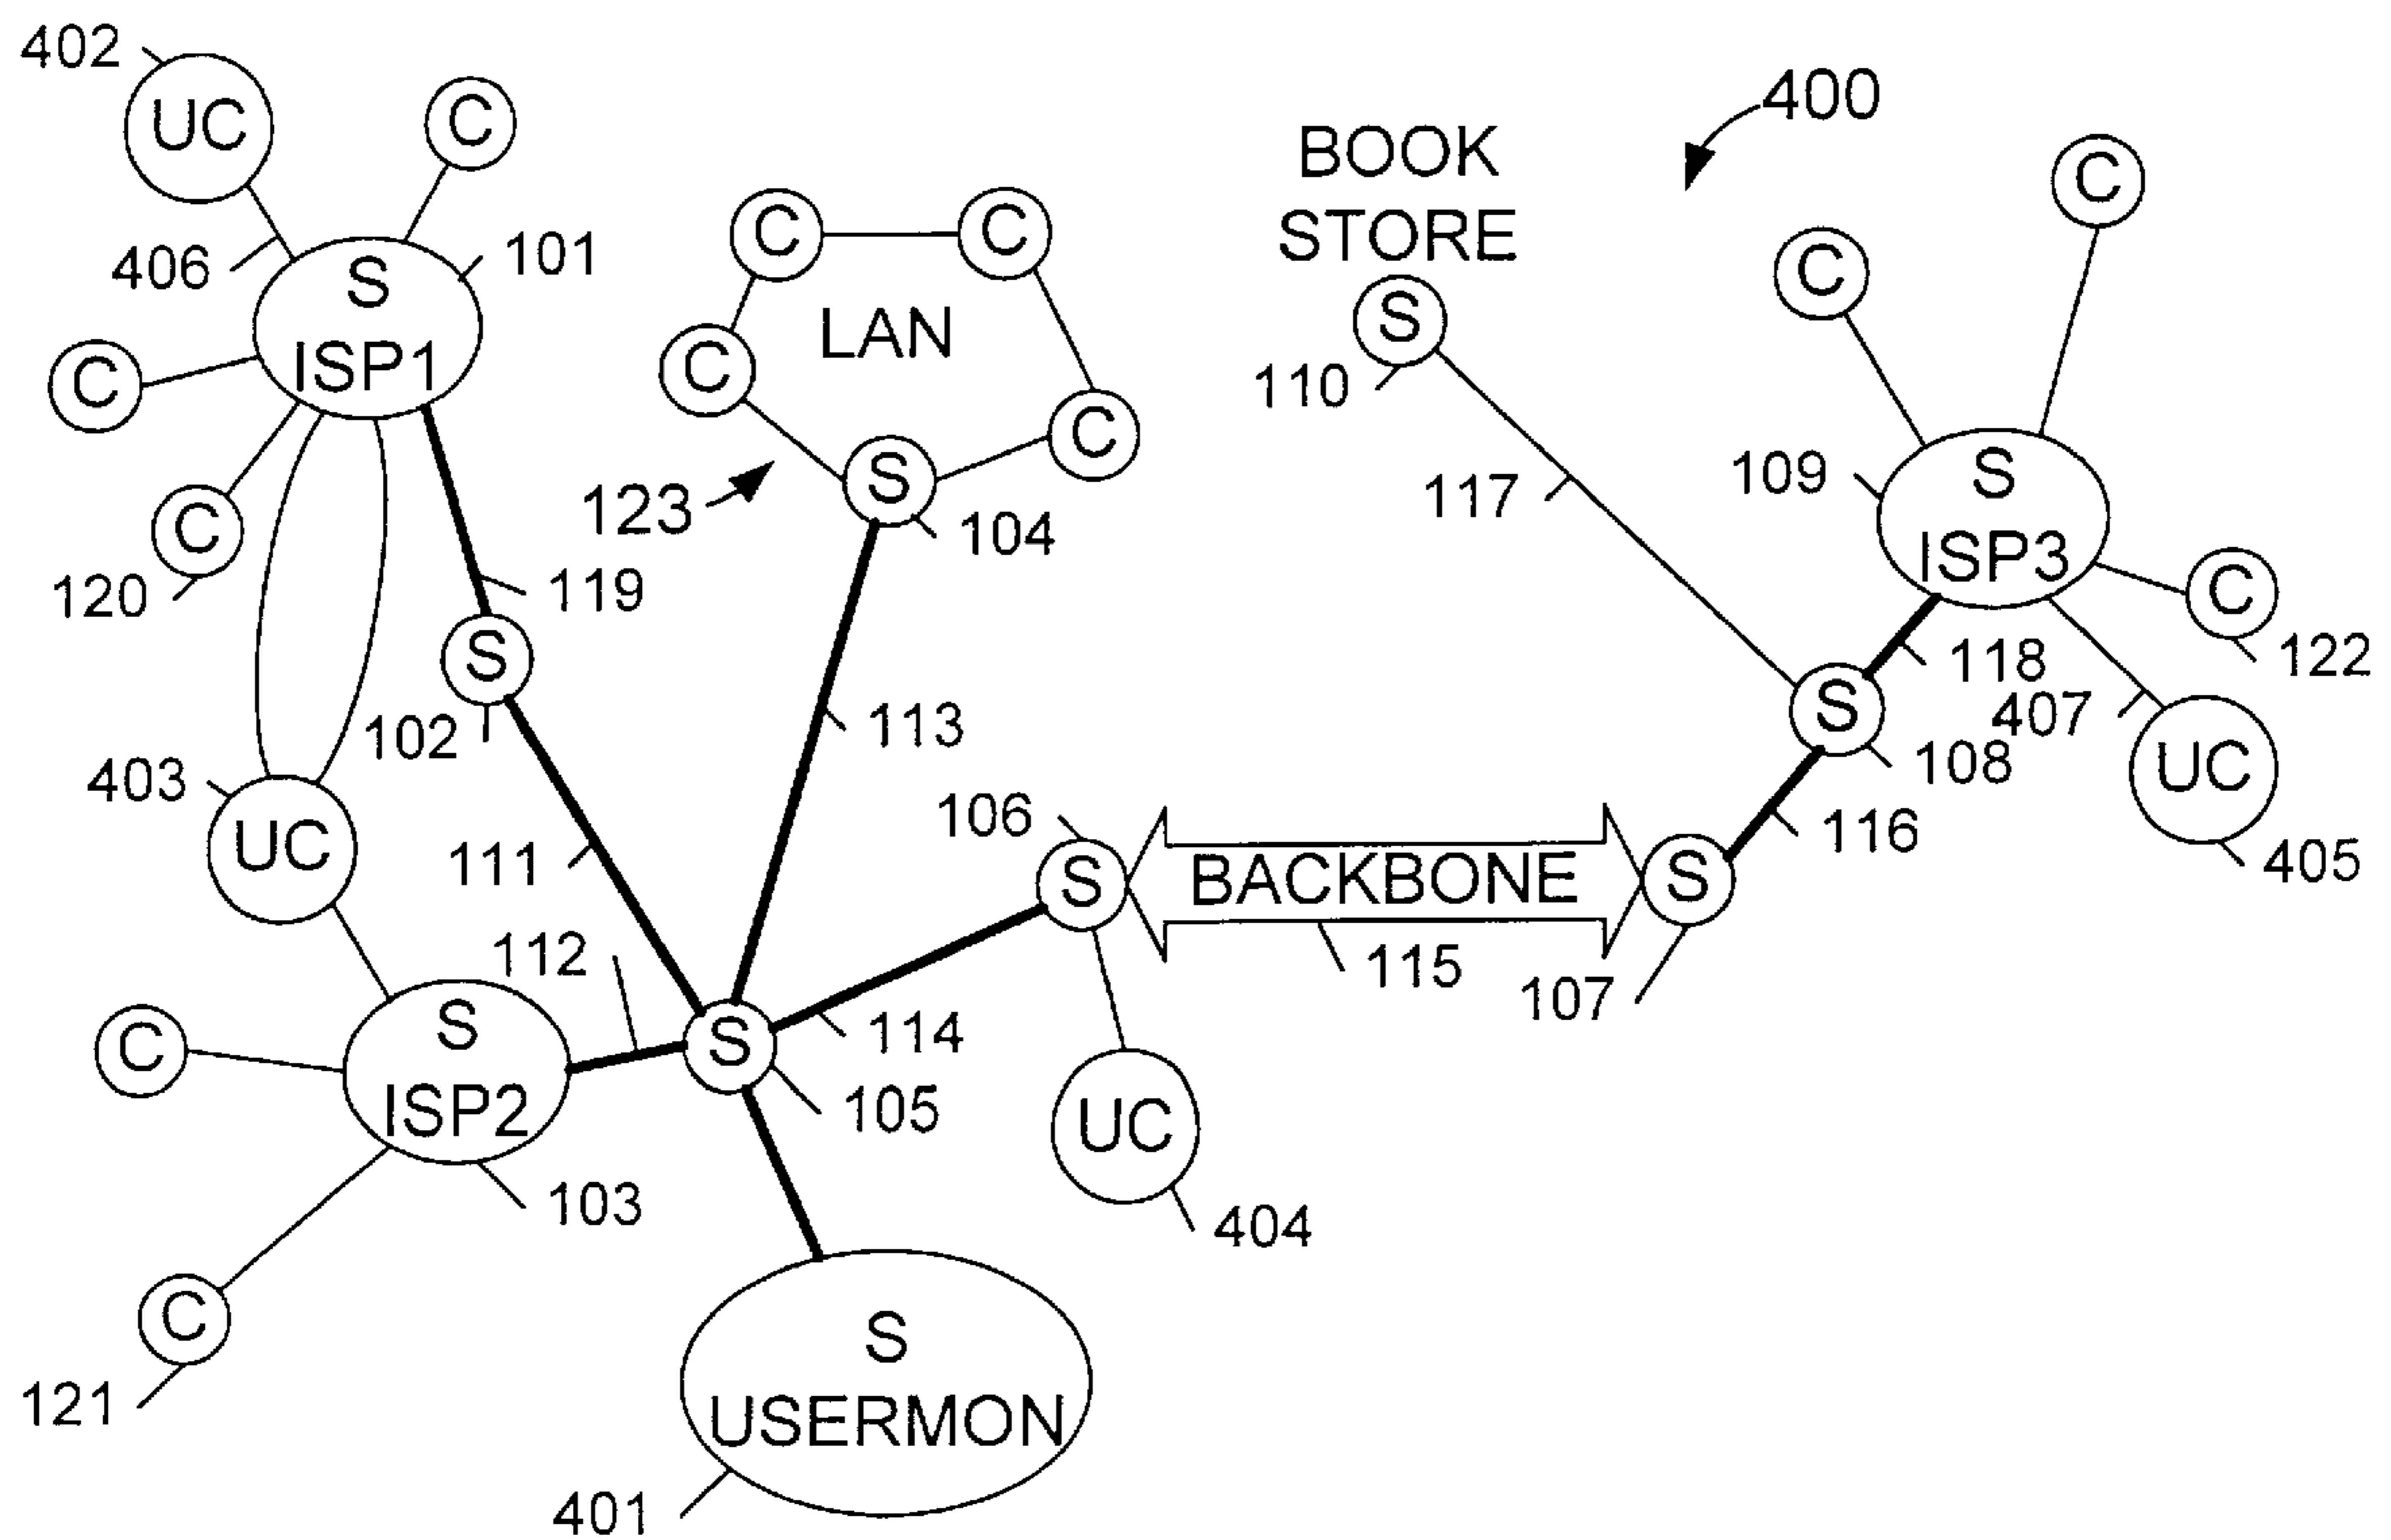 402
UC
C
406
S
101
ISP1
C
C
120
119
S
102
403
UC
111
112
C
S
ISP2
103
C
121
C
C
LAN
C
C
123
S
104
113
S
105
114
106
S
BACKBONE
115
S
107
UC
404
S
USERMON
401
BOOK
STORE
S
110
400
117
C
C
109
S
ISP3
C
122
118
407
S
108
UC
405
116